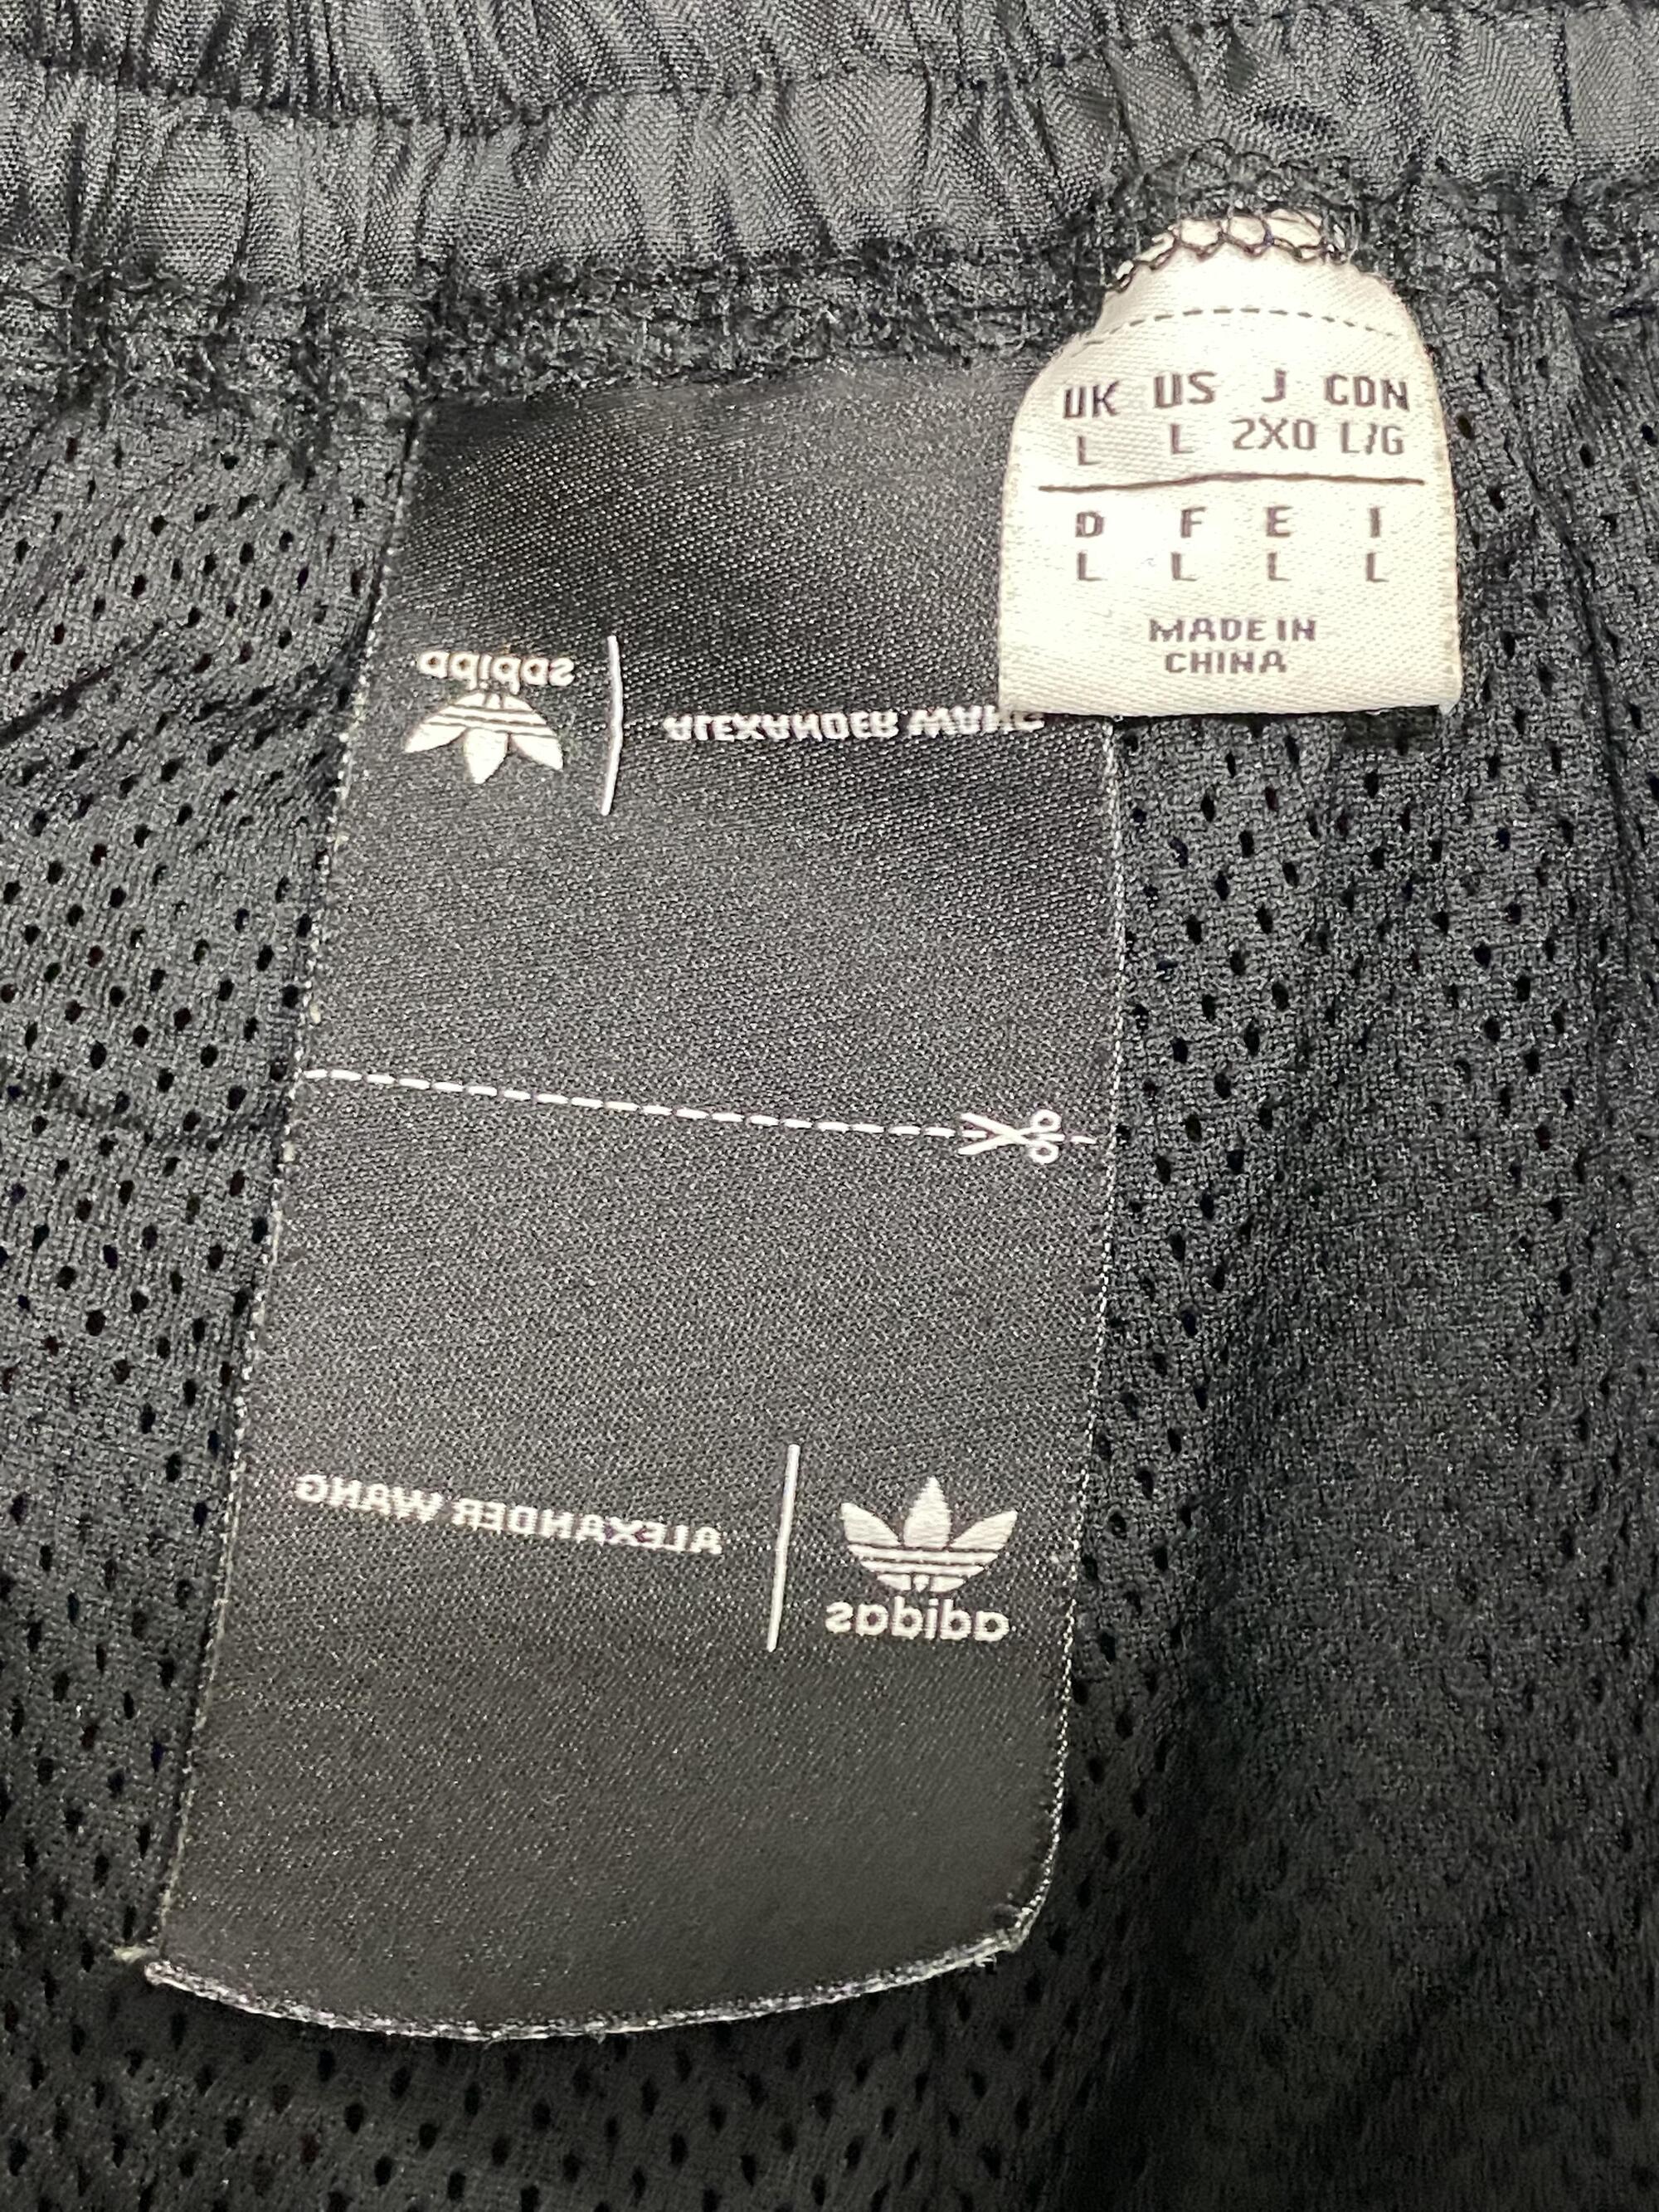 UK US J CDN
L L 2XO L/G
D F E I
L L L L
MADE IN
CHINA
adidas
ALEXANDER WANG
ALEXANDER WANG
adidas